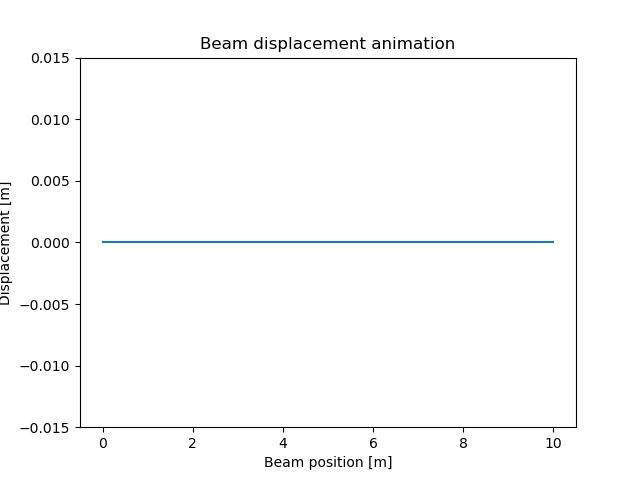 Beam displacement animation
0.015
0.010
0.005
0.000
−0.005
−0.010
−0.015
Displacement [m]
0 2 4 6 8 10
Beam position [m]